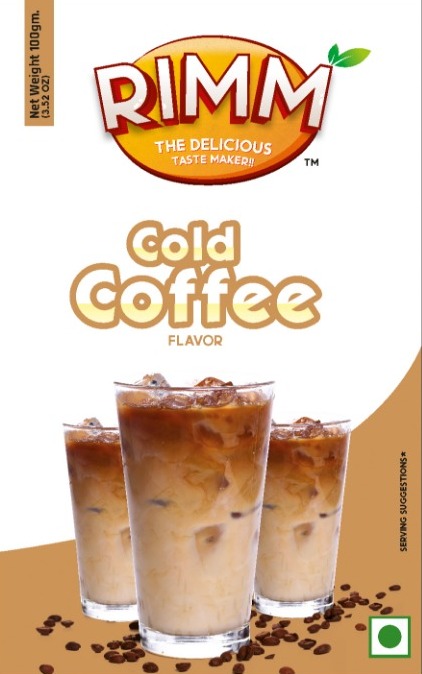 Net Weight 100gm.
(3.52 OZ)
RIMM
THE DELICIOUS
TASTE MAKER!!
TM
Cold
Coffee
FLAVOR
SERVING SUGGESTIONS*